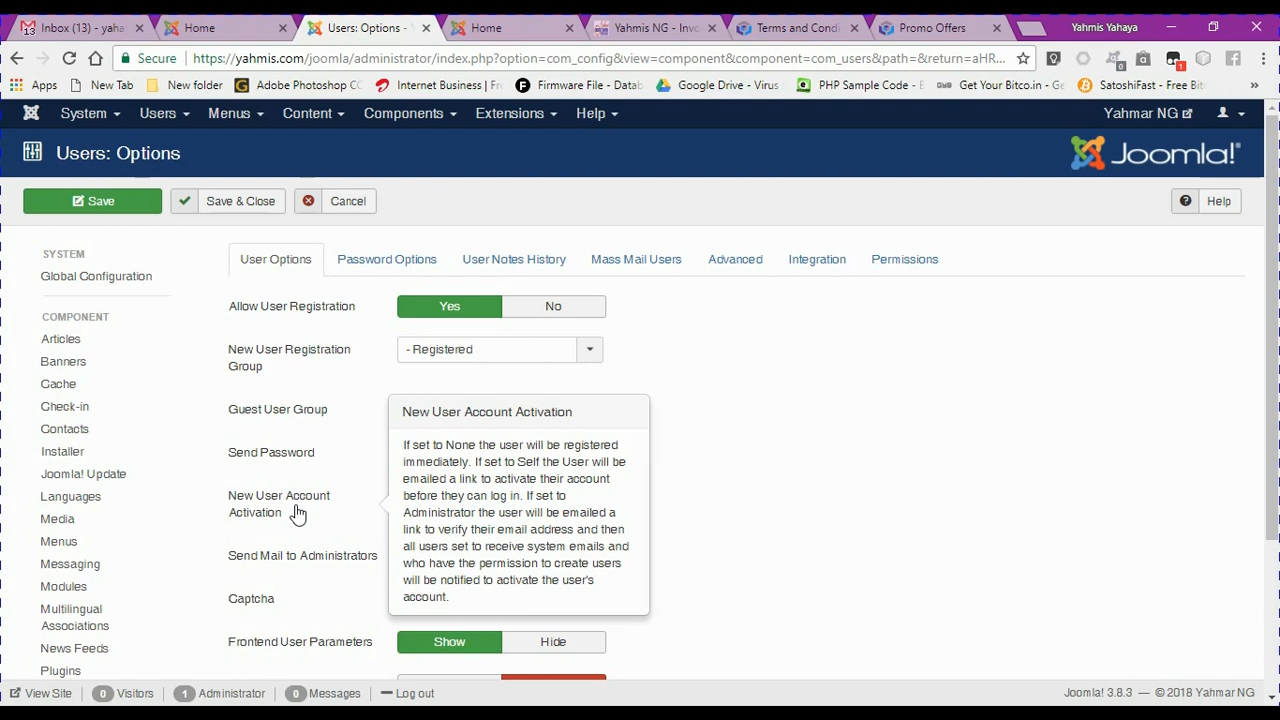 Inbox (13) - yaha
Home
Users: Options -
Home
Yahmis NG - Invo
Terms and Condi
Promo Offers
Yahmis Yahaya
Secure
https://yahmis.com/joomla/administrator/index.php?option=com_config&view=component&component=com_users&path=&return=aHR...
0
1
Apps
New Tab
New folder
Adobe Photoshop CC
Internet Business | Fr
Firmware File - Datab
Google Drive - Virus
PHP Sample Code -
Get Your Bitco.in - Ge
SatoshiFast - Free Bit
»
System
Users
Menus
Content
Components
Extensions
Help
Yahmar NG
Users: Options
Joomla!
Save
Save & Close
Cancel
Help
SYSTEM
Global Configuration
COMPONENT
Articles
Banners
Cache
Check-in
Contacts
Installer
Joomla! Update
Languages
Media
Menus
Messaging
Modules
Multilingual
Associations
News Feeds
Plugins
User Options
Password Options
User Notes History
Mass Mail Users
Advanced
Integration
Permissions
Allow User Registration
Yes
No
New User Registration
Group
- Registered
Guest User Group
Send Password
New User Account
Activation
Send Mail to Administrators
Captcha
Frontend User Parameters
Show
Hide
New User Account Activation
If set to None the user will be registered
immediately. If set to Self the User will be
emailed a link to activate their account
before they can log in. If set to
Administrator the user will be emailed a
link to verify their email address and then
all users set to receive system emails and
who have the permission to create users
will be notified to activate the user's
account.
View Site
0 Visitors
1 Administrator
0 Messages
Log out
Joomla! 3.8.3 — © 2018 Yahmar NG